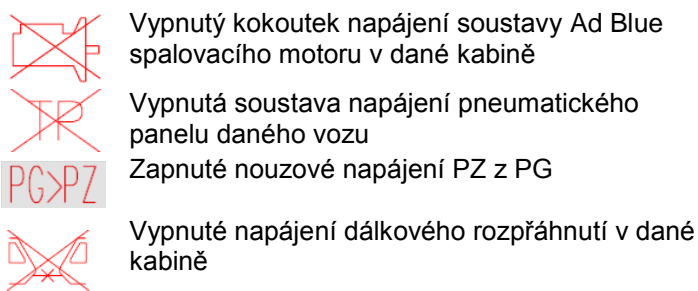 Vypnutý kokoutek napájení soustavy Ad Blue
spalovacího motoru v dané kabině
TP
Vypnutá soustava napájení pneumatického
panelu daného vozu
PG>PZ
Zapnuté nouzové napájení PZ z PG
Vypnuté napájení dálkového rozpřáhnutí v dané
kabině